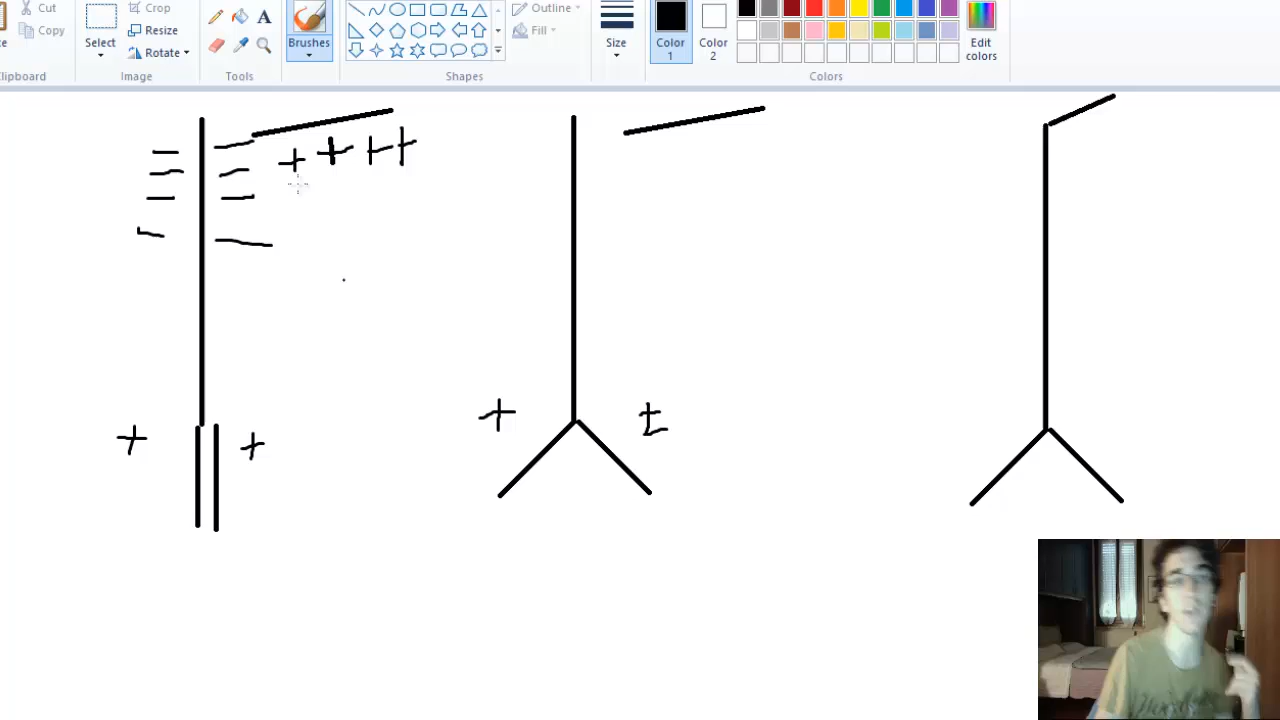 Cut
Crop
Outline
Copy
Select
Resize
Fill
Rotate
Brushes
Size
Color 1
Color 2
Edit colors
Clipboard
Image
Tools
Shapes
Colors
A
- - + + + +
- -
- -
- -
+ + + ±